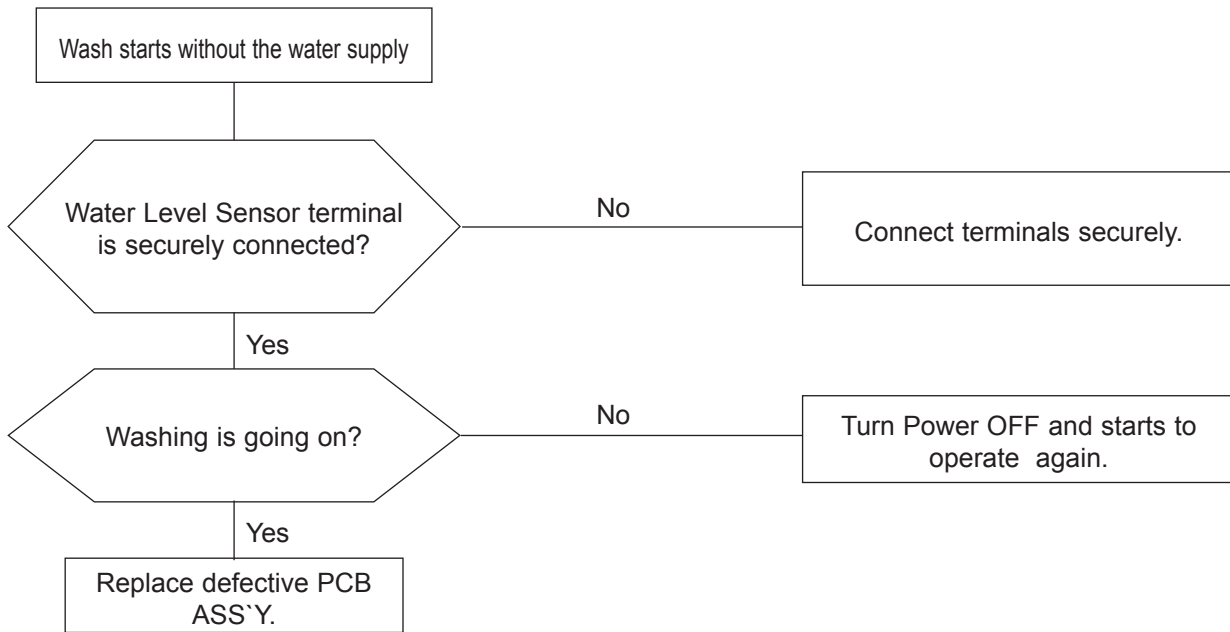 Wash starts without the water supply
Water Level Sensor terminal
is securely connected?
No
Connect terminals securely.
Yes
Washing is going on?
No
Turn Power OFF and starts to
operate again.
Yes
Replace defective PCB
ASS`Y.